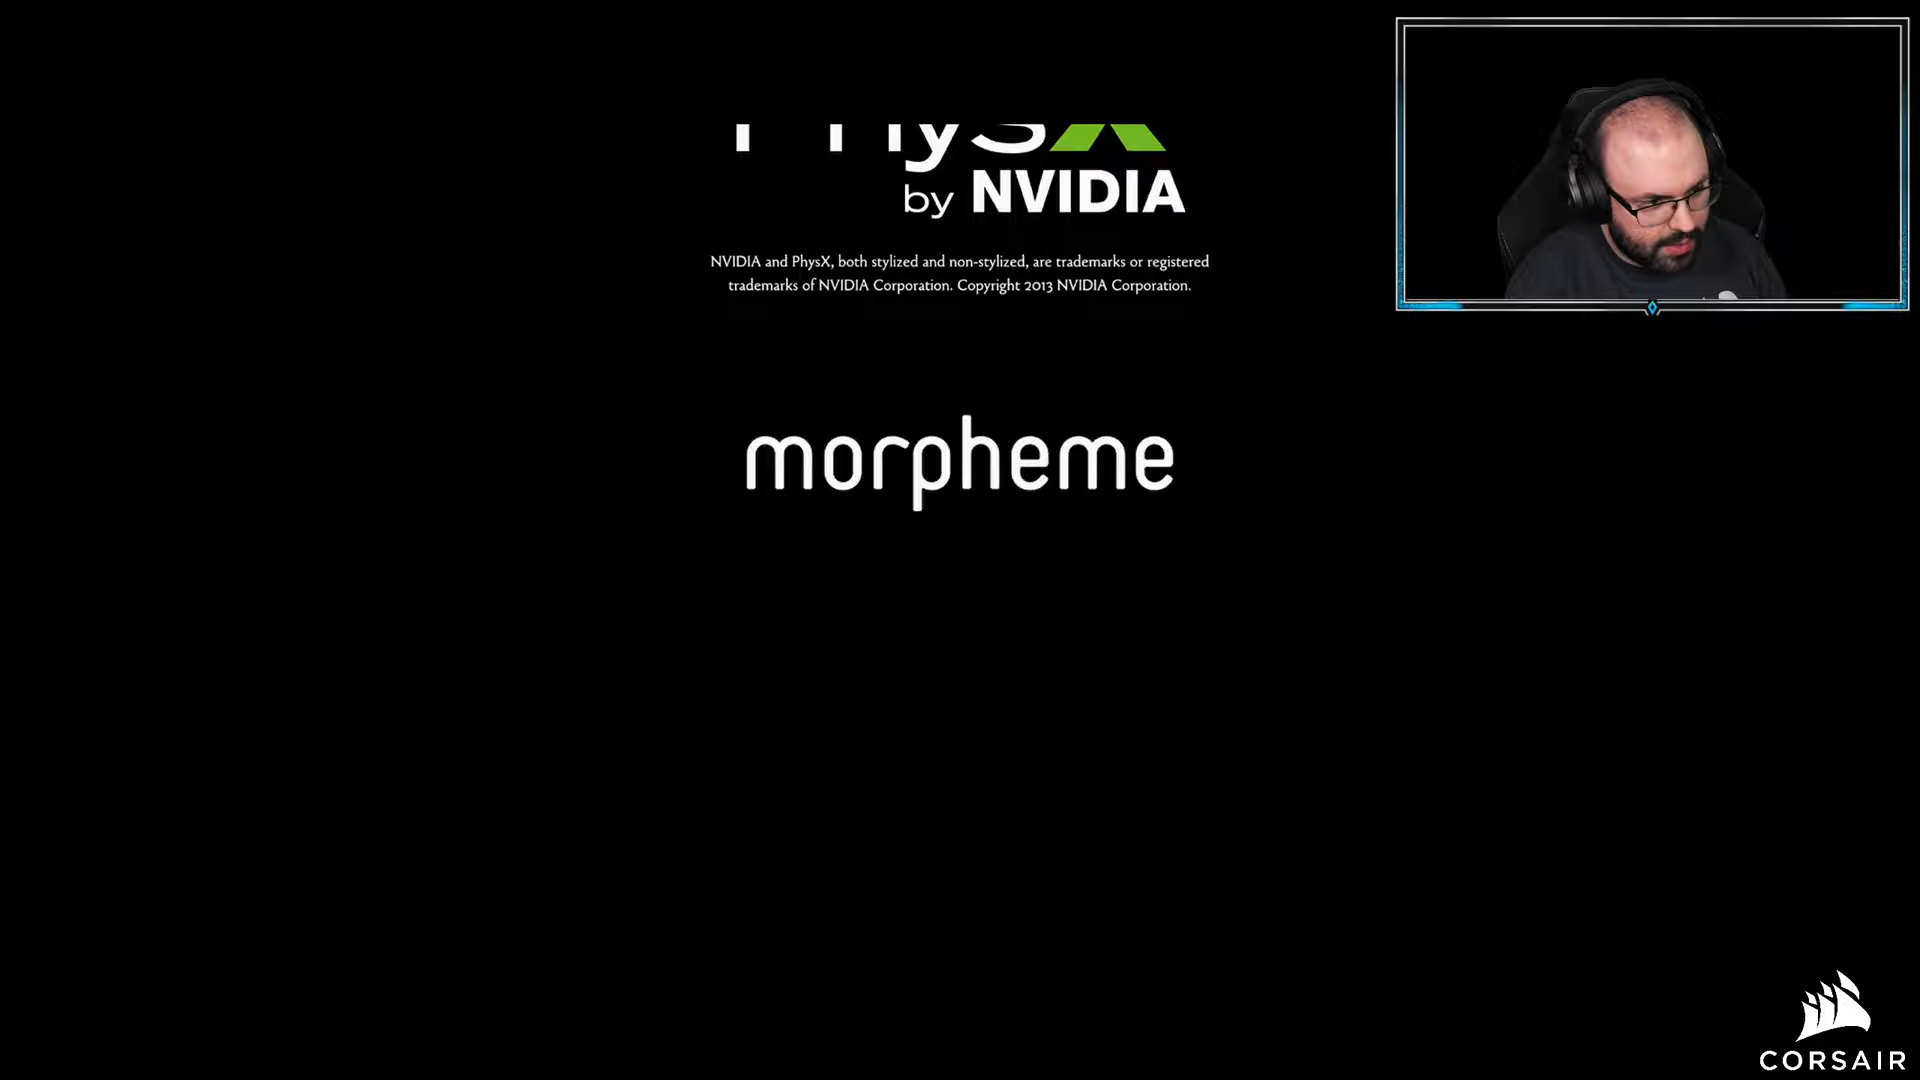 PhysX
by NVIDIA
NVIDIA and PhysX, both stylized and non-stylized, are trademarks or registered
trademarks of NVIDIA Corporation. Copyright 2013 NVIDIA Corporation.
morpheme
CORSAIR